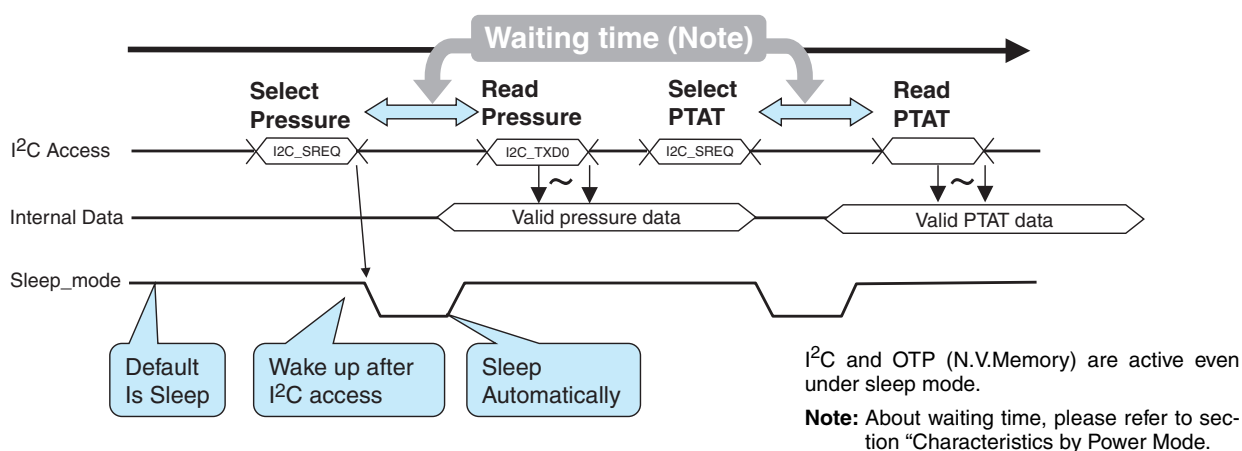 Waiting time (Note)
Select
Pressure
Read
Pressure
Select
PTAT
Read
PTAT
I²C Access
I2C_SREQ
I2C_TXD0
I2C_SREQ
~
~
Internal Data
Valid pressure data
Valid PTAT data
Sleep_mode
Default
Is Sleep
Wake up after
I²C access
Sleep
Automatically
I²C and OTP (N.V.Memory) are active even
under sleep mode.
Note: About waiting time, please refer to sec-
tion “Characteristics by Power Mode.